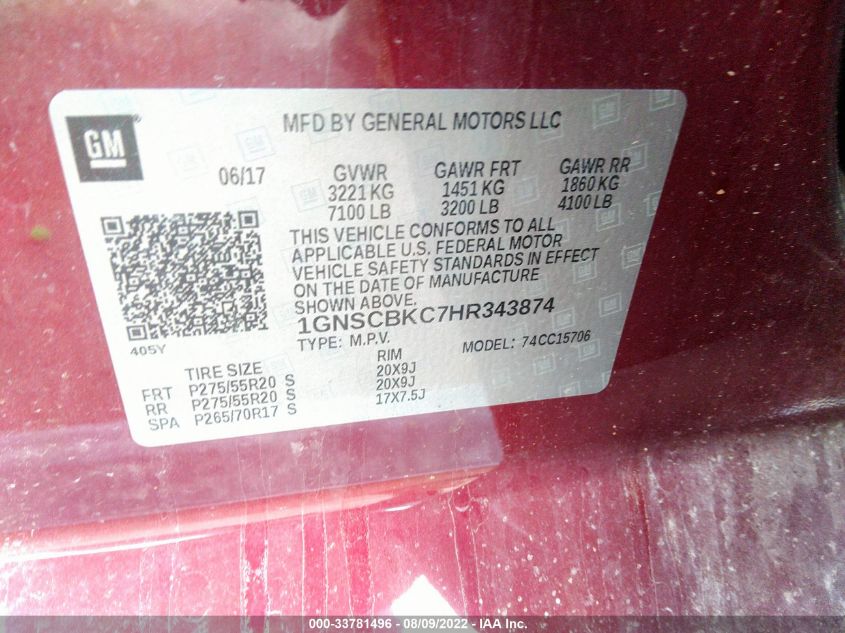 GM
MFD BY GENERAL MOTORS LLC
06/17 GVWR GAWR FRT GAWR RR
3221 KG 1451 KG 1860 KG
7100 LB 3200 LB 4100 LB
THIS VEHICLE CONFORMS TO ALL
APPLICABLE U.S. FEDERAL MOTOR
VEHICLE SAFETY STANDARDS IN EFFECT
ON THE DATE OF MANUFACTURE
SHOWN ABOVE.
1GNSCBKC7HR343874
405Y
TYPE: M.P.V. MODEL: 74CC15706
TIRE SIZE RIM
FRT P275/55R20 S 20X9J
RR P275/55R20 S 20X9J
SPA P265/70R17 S 17X7.5J
000-33781496 - 08/09/2022 - IAA Inc.